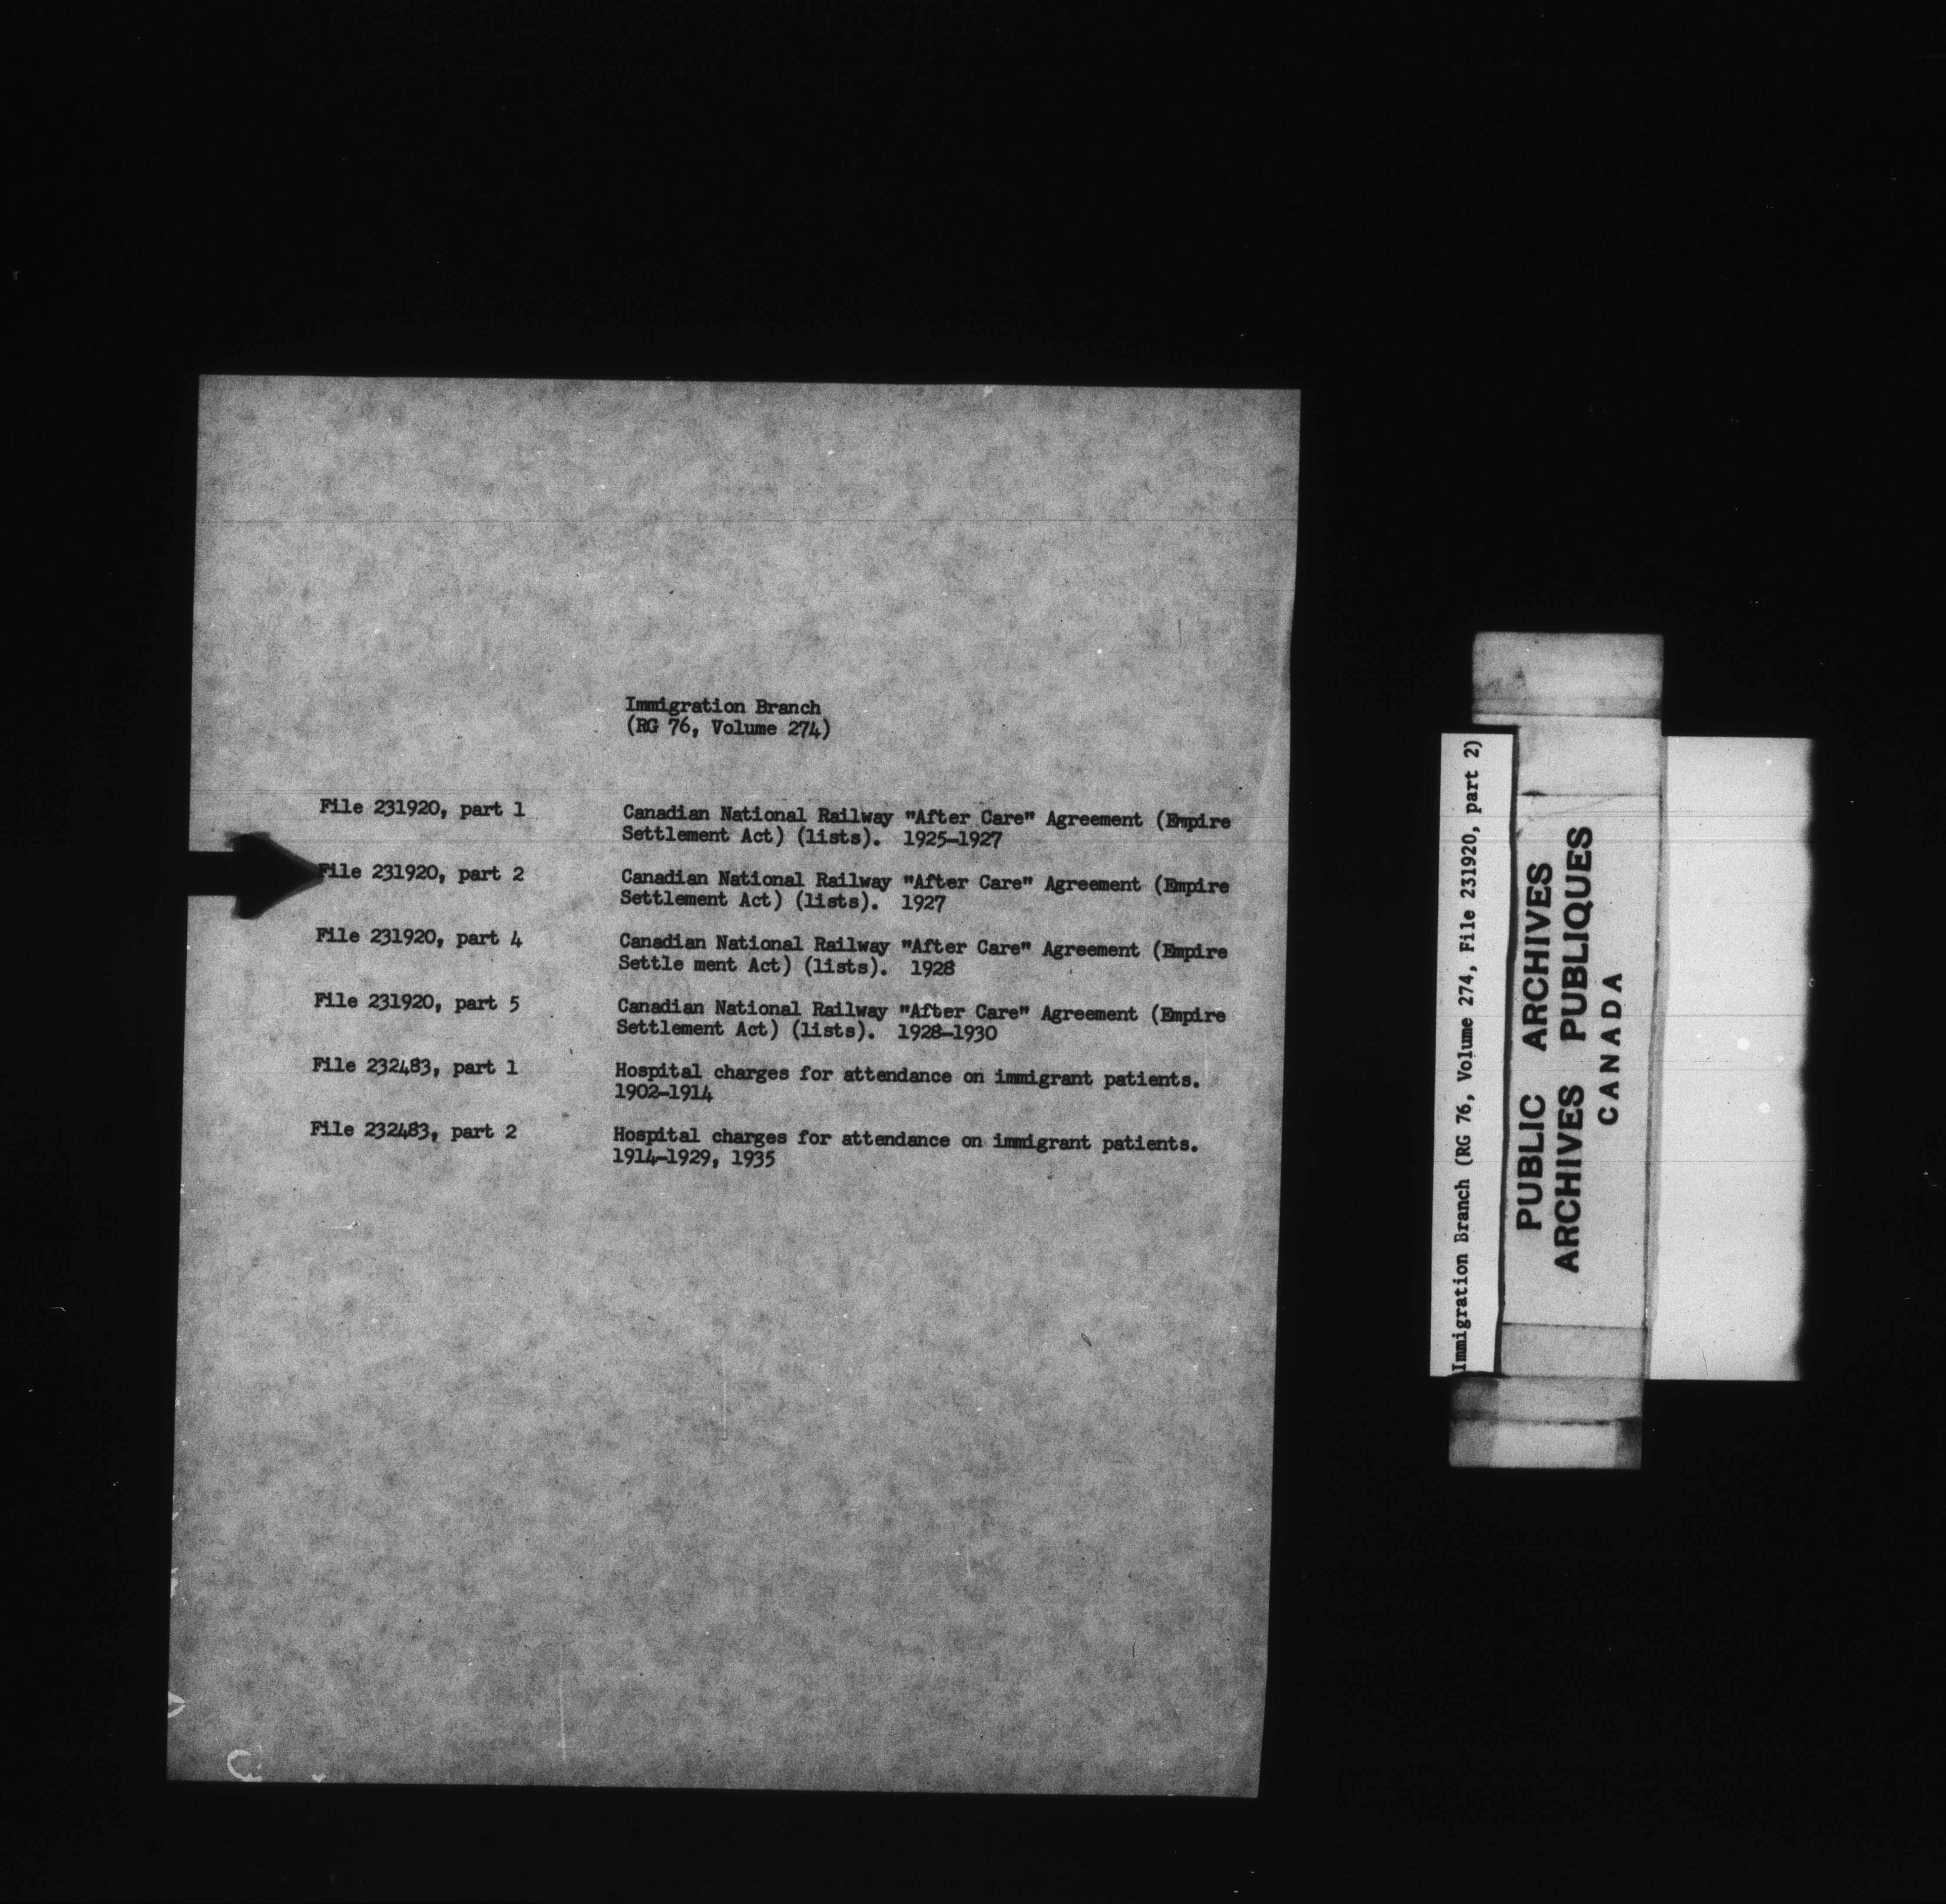 Immigration Branch
(RG 76, Volume 274)
File 231920, part 1
Canadian National Railway "After Care" Agreement (Empire
Settlement Act) (lists). 1925-1927
File 231920, part 2
Canadian National Railway "After Care" Agreement (Empire
Settlement Act) (lists). 1927
File 231920, part 4
Canadian National Railway "After Care" Agreement (Empire
Settle ment Act) (lists). 1928
File 231920, part 5
Canadian National Railway "After Care" Agreement (Empire
Settlement Act) (lists). 1928-1930
File 232483, part 1
Hospital charges for attendance on immigrant patients.
1902-1914
File 232483, part 2
Hospital charges for attendance on immigrant patients.
1914-1929, 1935
Immigration Branch (RG 76, Volume 274, File 231920, part 2)
PUBLIC ARCHIVES
ARCHIVES PUBLIQUES
CANADA